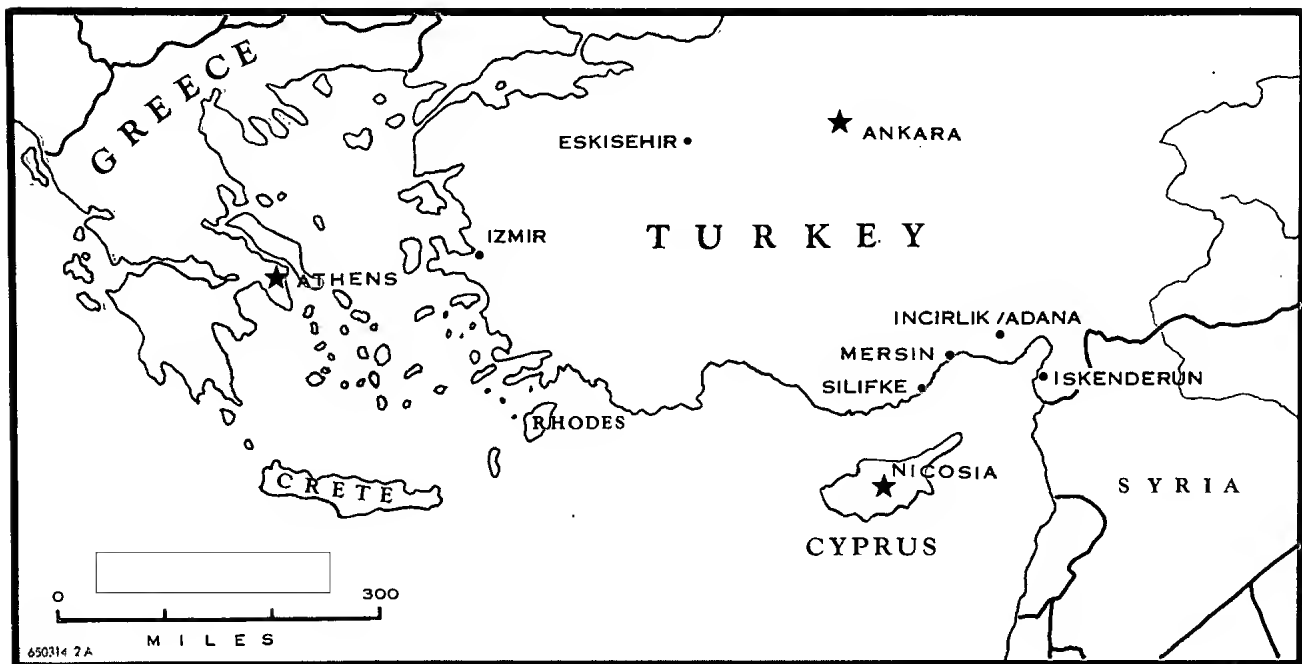 GREECE
ESKISEHIR
ANKARA
IZMIR
TURKEY
ATHENS
INCIRLIK/ADANA
MERSIN
SILIFKE
ISKENDERUN
RHODES
CRETE
NICOSIA
SYRIA
CYPRUS
0 300
MILES
650314 2A